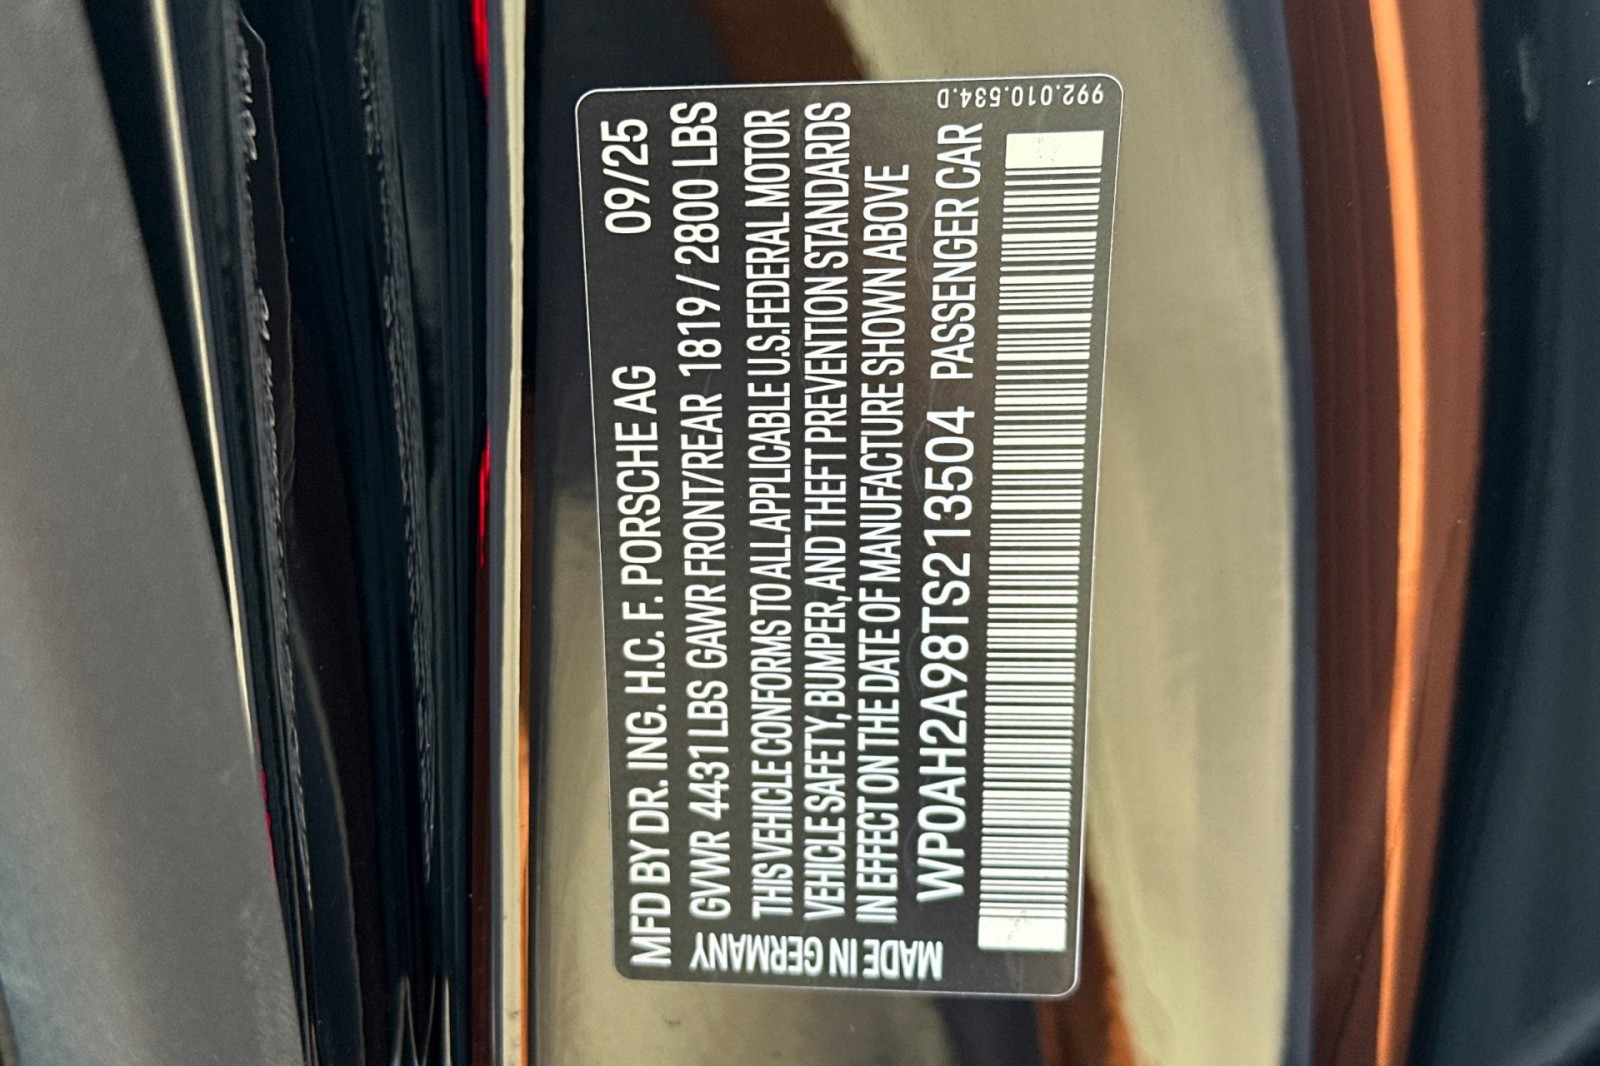 MFD BY DR. ING. H.C. F. PORSCHE AG 09/25
GVWR 4431 LBS GAWR FRONT/REAR 1819 / 2800 LBS
THIS VEHICLE CONFORMS TO ALL APPLICABLE U.S.FEDERAL MOTOR
VEHICLE SAFETY, BUMPER, AND THEFT PREVENTION STANDARDS
IN EFFECT ON THE DATE OF MANUFACTURE SHOWN ABOVE
WP0AH2A98TS213504 PASSENGER CAR
MADE IN GERMANY
992.010.534.D